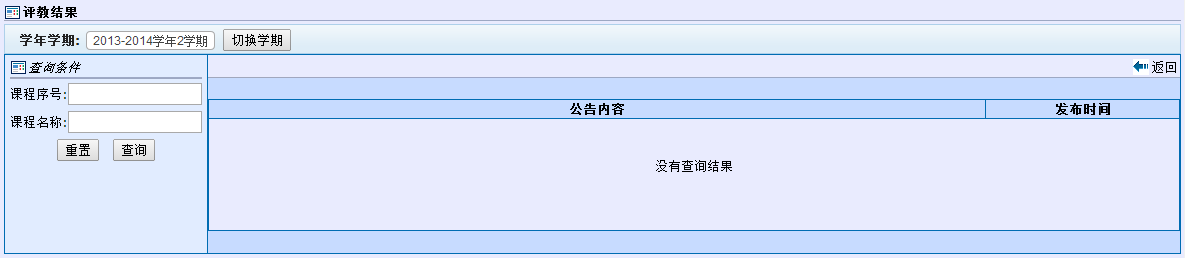 评教结果
学年学期: 2013-2014学年2学期 切换学期
查询条件
返回
课程序号:
课程名称:
重置 查询
公告内容 发布时间
没有查询结果